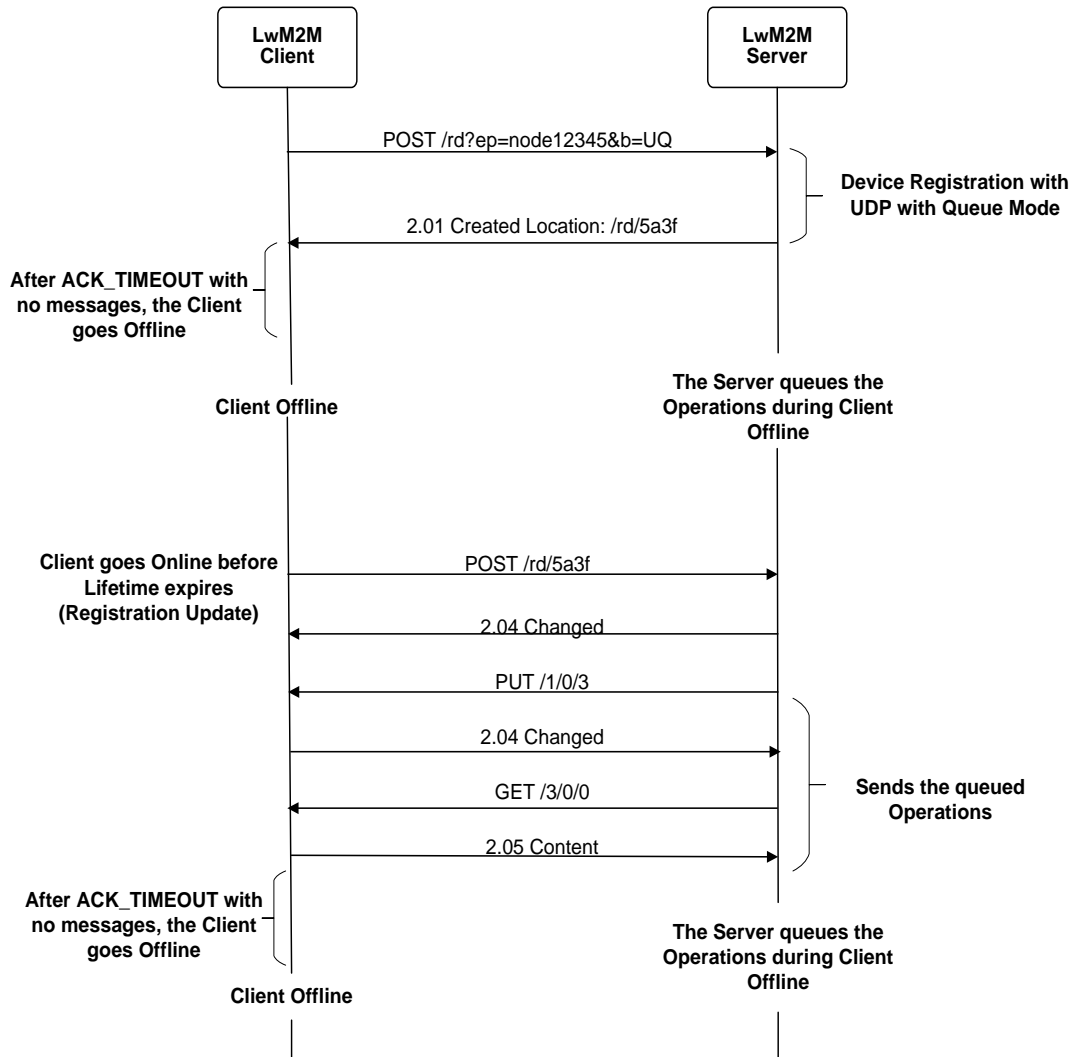 LwM2M
Client
LwM2M
Server
POST /rd?ep=node12345&b=UQ
Device Registration with
UDP with Queue Mode
2.01 Created Location: /rd/5a3f
After ACK_TIMEOUT with
no messages, the Client
goes Offline
Client Offline
The Server queues the
Operations during Client
Offline
Client goes Online before
Lifetime expires
(Registration Update)
POST /rd/5a3f
2.04 Changed
PUT /1/0/3
2.04 Changed
GET /3/0/0
Sends the queued
Operations
2.05 Content
After ACK_TIMEOUT with
no messages, the Client
goes Offline
The Server queues the
Operations during Client
Offline
Client Offline